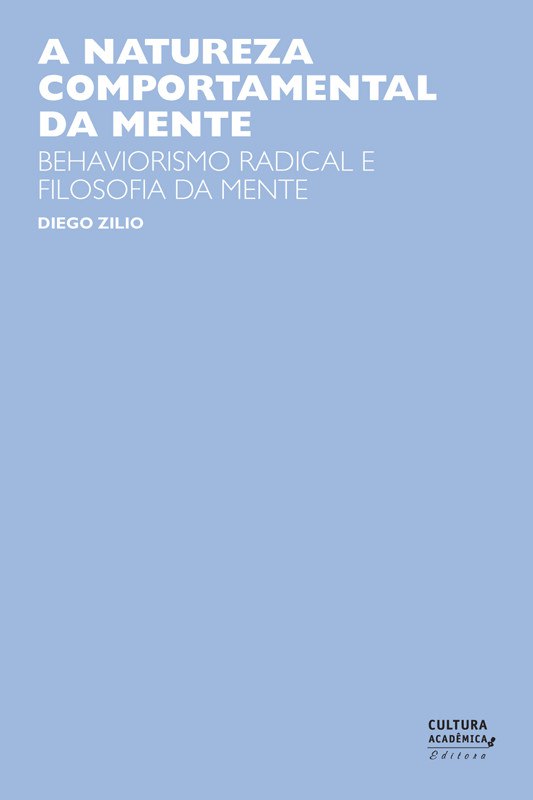 A NATUREZA
COMPORTAMENTAL
DA MENTE
BEHAVIORISMO RADICAL E
FILOSOFIA DA MENTE
DIEGO ZILIO
CULTURA
ACADÊMICA
Editora